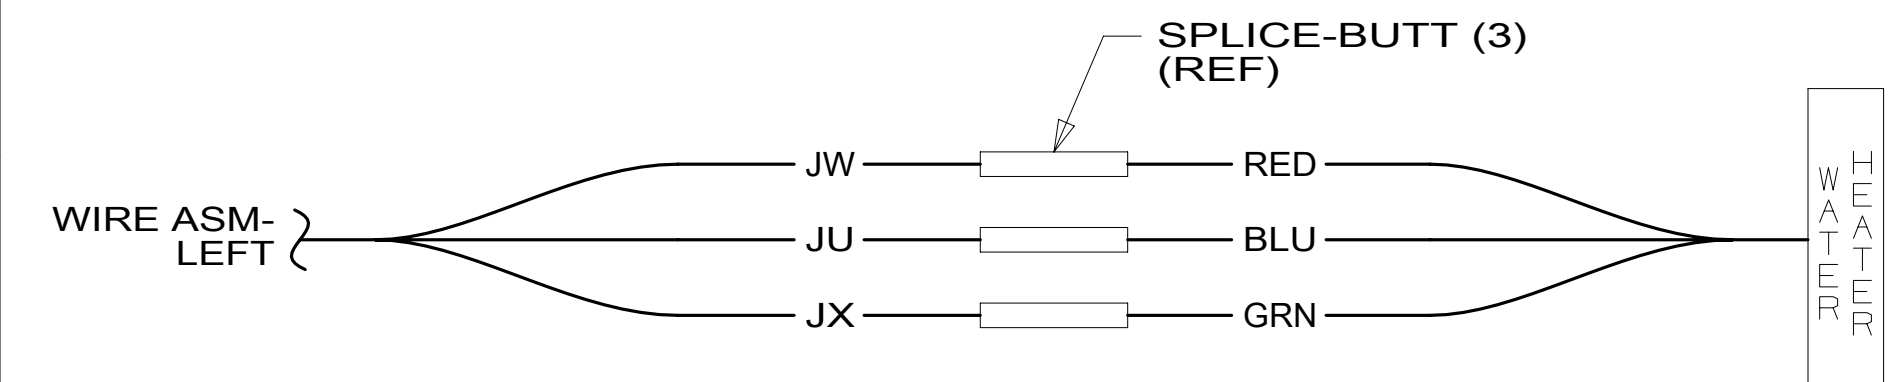 SPLICE-BUTT (3)
(REF)
WIRE ASM-
LEFT
JW
RED
JU
BLU
JX
GRN
WATER
HEATER